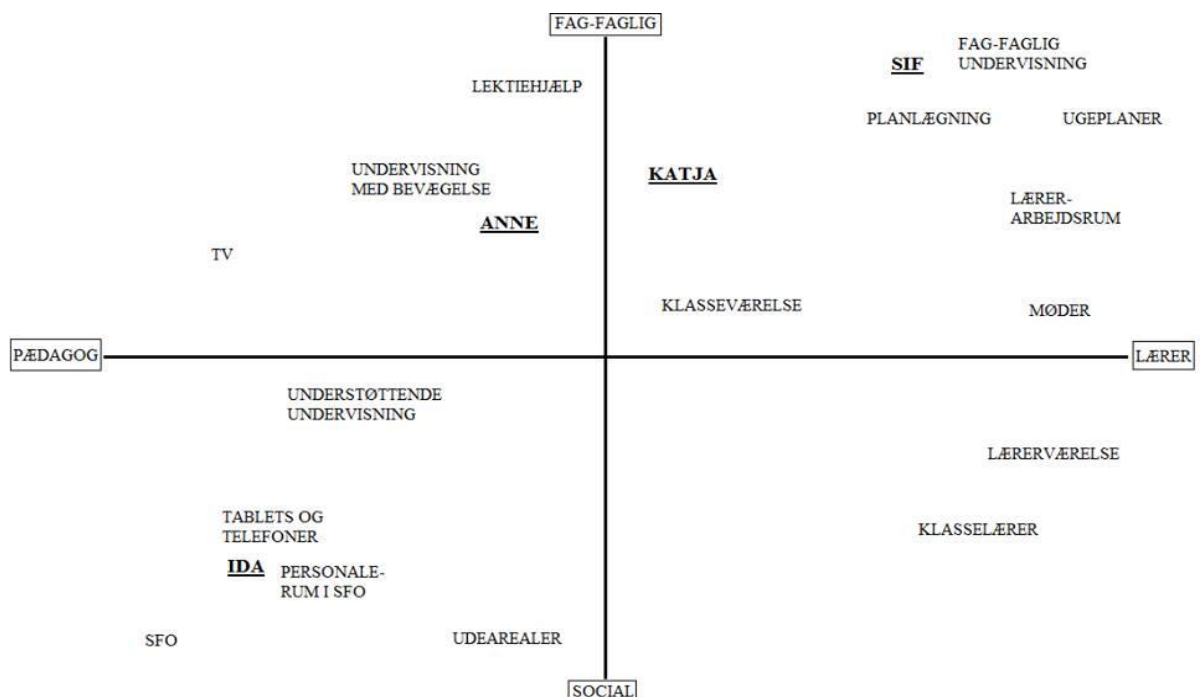 FAG-FAGLIG
FAG-FAGLIG
SIF
UNDERVISNING
LEKTIEHJÆLP
PLANLÆGNING
UGEPLANER
UNDERVISNING
MED BEVÆGELSE
KATJA
LÆRER-
ARBEJDSRUM
ANNE
TV
KLASSEVÆRELSE
MØDER
PÆDAGOG
LÆRER
UNDERSTØTTENDE
UNDERVISNING
LÆRERVÆRELSE
TABLETS OG
TELEFONER
KLASSELÆRER
IDA
PERSONALE-
RUM I SFO
SFO
UDEAREALER
SOCIAL